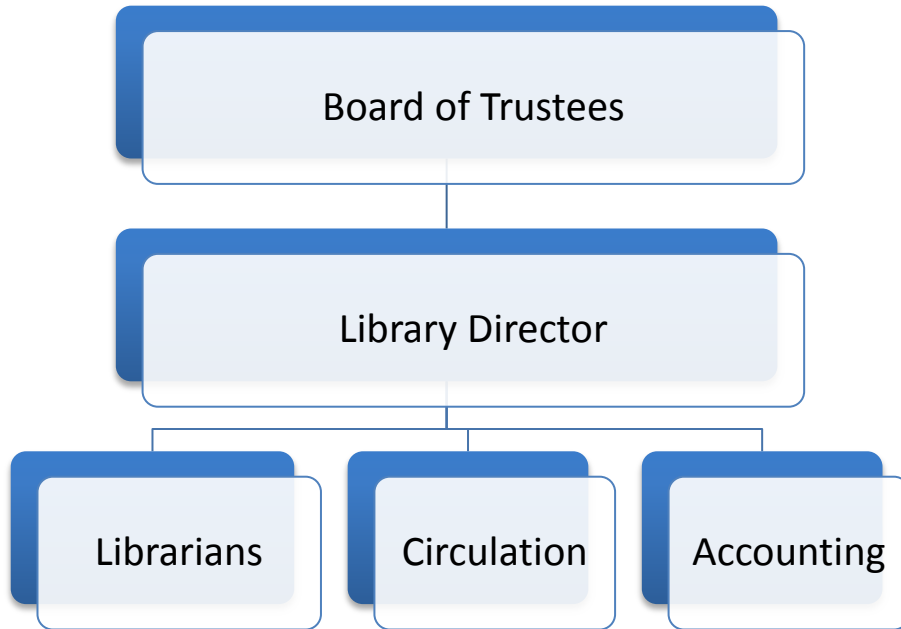 Board of Trustees
Library Director
Librarians
Circulation
Accounting